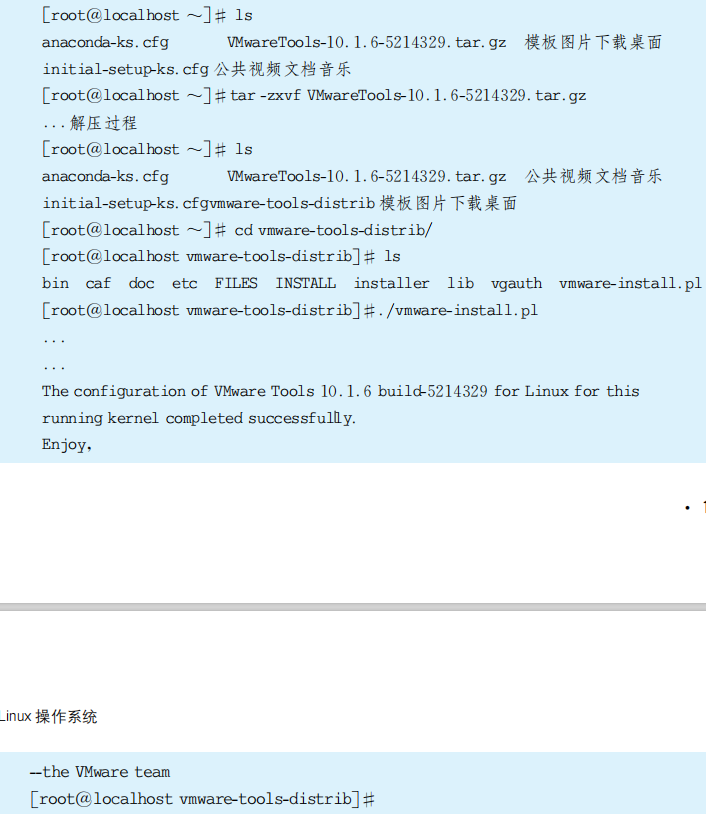 [root@localhost ~]# ls
anaconda-ks.cfg VMwareTools-10.1.6-5214329.tar.gz 模板图片下载桌面
initial-setup-ks.cfg 公共视频文档音乐
[root@localhost ~]#tar -zxvf VMwareTools-10.1.6-5214329.tar.gz
...解压过程
[root@localhost ~]# ls
anaconda-ks.cfg VMwareTools-10.1.6-5214329.tar.gz 公共视频文档音乐
initial-setup-ks.cfgvmware-tools-distrib 模板图片下载桌面
[root@localhost ~]# cd vmware-tools-distrib/
[root@localhost vmware-tools-distrib]# ls
bin caf doc etc FILES INSTALL installer lib vgauth vmware-install.pl
[root@localhost vmware-tools-distrib]#./vmware-install.pl
...
...
The configuration of VMware Tools 10.1.6 build-5214329 for Linux for this
running kernel completed successfully.
Enjoy,
•
Linux 操作系统
--the VMware team
[root@localhost vmware-tools-distrib]#